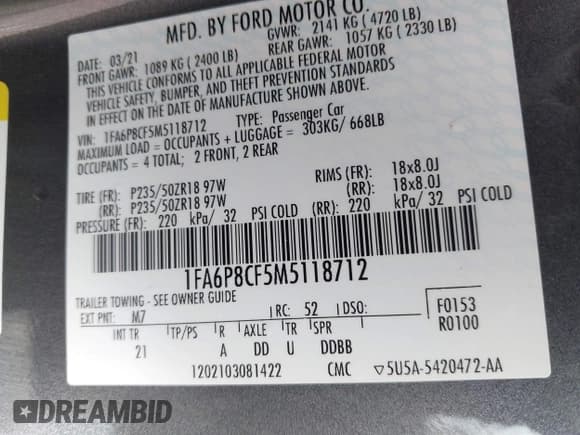 MFD. BY FORD MOTOR CO.
DATE: 03/21 GVWR: 2141 KG ( 4720 LB)
FRONT GAWR: 1089 KG ( 2400 LB) REAR GAWR: 1057 KG ( 2330 LB)
THIS VEHICLE CONFORMS TO ALL APPLICABLE FEDERAL MOTOR
VEHICLE SAFETY, BUMPER, AND THEFT PREVENTION STANDARDS
IN EFFECT ON THE DATE OF MANUFACTURE SHOWN ABOVE.
VIN: 1FA6P8CF5M5118712 TYPE: Passenger Car
MAXIMUM LOAD = OCCUPANTS + LUGGAGE = 303KG/ 668LB
OCCUPANTS = 4 TOTAL; 2 FRONT, 2 REAR
TIRE (FR): P235/50ZR18 97W RIMS (FR): 18x8.0J
(RR): P235/50ZR18 97W (RR): 18x8.0J
PRESSURE (FR): 220 kPa/ 32 PSI COLD (RR): 220 kPa/ 32 PSI COLD
1FA6P8CF5M5118712
TRAILER TOWING - SEE OWNER GUIDE
EXT PNT: M7 RC: 52 DSO: F0153
INT TR TP/PS R AXLE TR SPR R0100
21 A DD U DDBB
1202103081422 CMC ▽5U5A-5420472-AA
DREAMBID